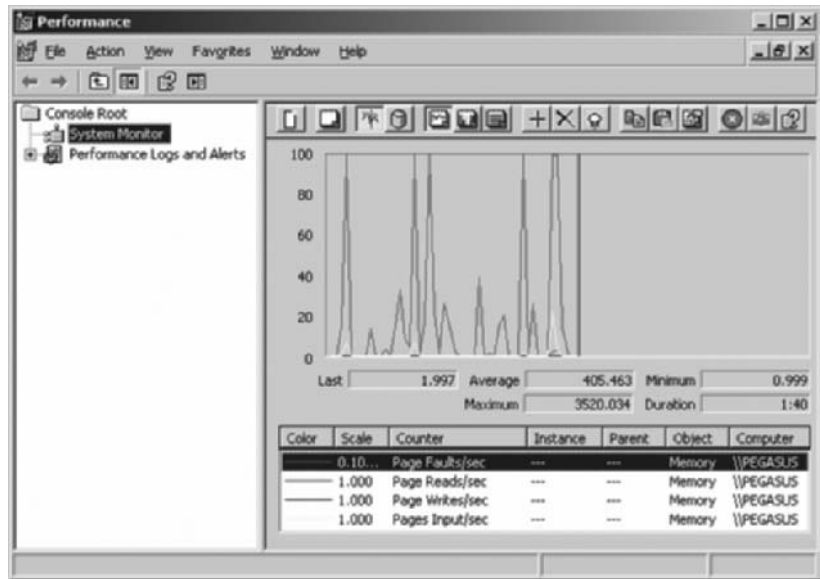 Performance
File Action View Favorites Window Help
Console Root
System Monitor
Performance Logs and Alerts
100
80
60
40
20
0
Last 1.997 Average 405.463 Minimum 0.999
Maximum 3520.034 Duration 1:40
Color Scale Counter Instance Parent Object Computer
0.10... Page Faults/sec --- --- Memory \\PEGASUS
1.000 Page Reads/sec --- --- Memory \\PEGASUS
1.000 Page Writes/sec --- --- Memory \\PEGASUS
1.000 Pages Input/sec --- --- Memory \\PEGASUS